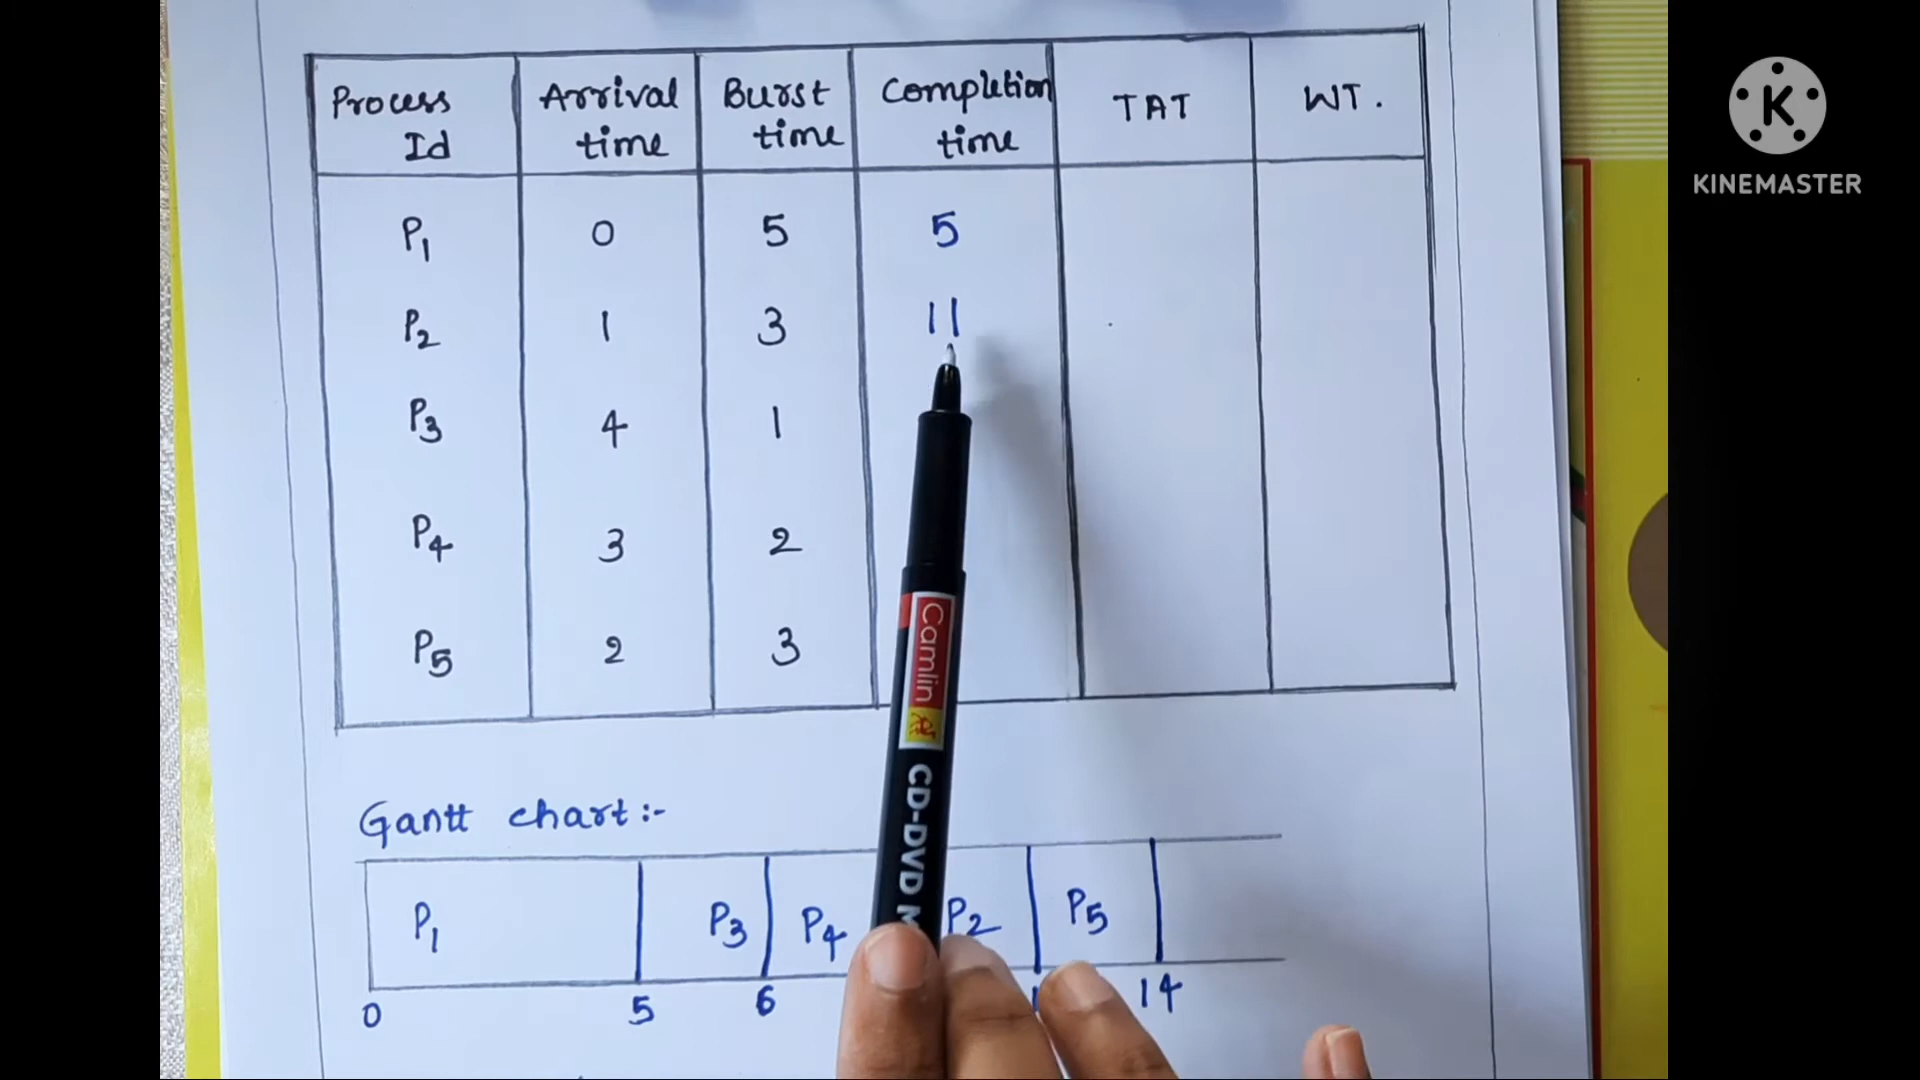 Process Id Arrival time Burst time Completion time TAT WT.
P1 0 5 5
P2 1 3 11
P3 4 1
P4 3 2
P5 2 3
Gantt chart:-
P1 P3 P4 P2 P5
0 5 6 14
Camlin
CD-DVD
KINEMASTER